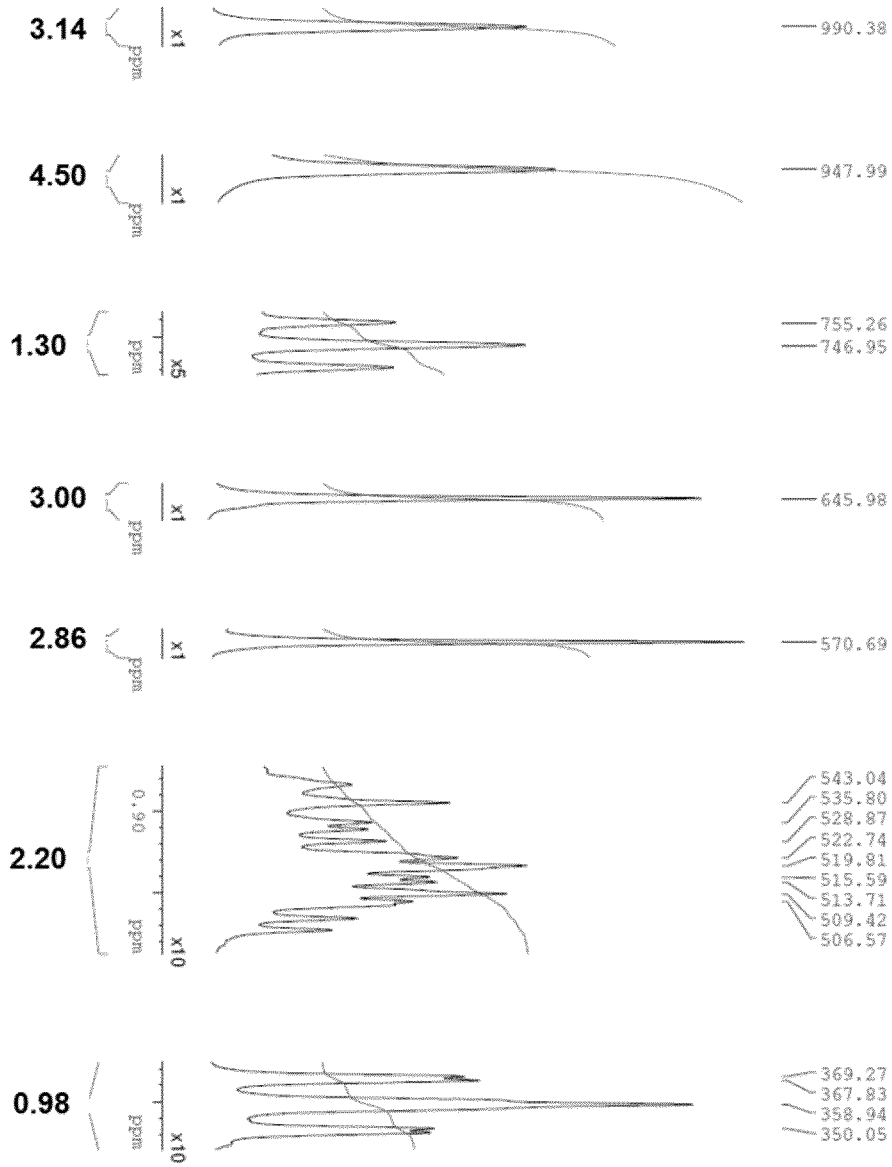 3.14 ppm x1 990.38
4.50 ppm x1 947.99
1.30 ppm x5 755.26
746.95
3.00 ppm x1 645.98
2.86 ppm x1 570.69
543.04
0.90 535.80
528.87
522.74
2.20 519.81
515.59
513.71
509.42
ppm x10 506.57
369.27
0.98 367.83
358.94
ppm x10 350.05